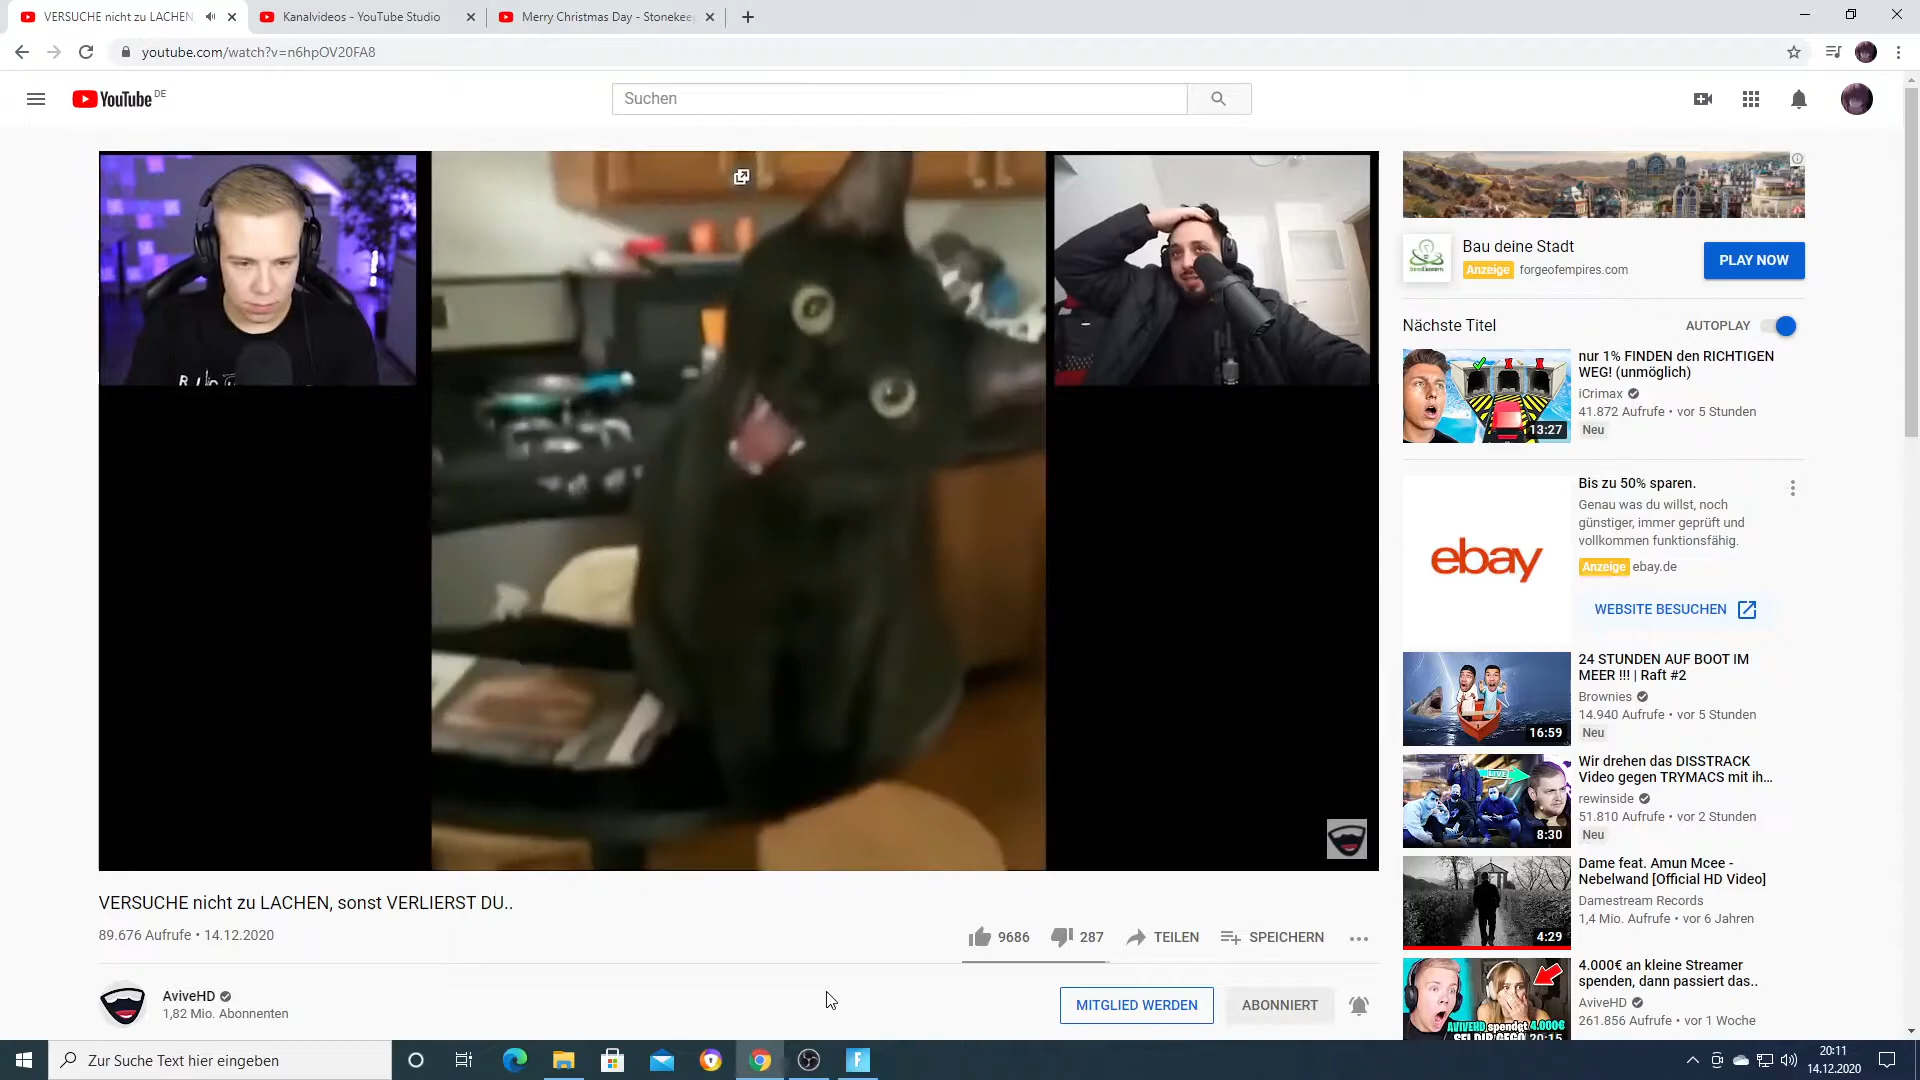 VERSUCHE nicht zu LACHEN
Kanalvideos - YouTube Studio
Merry Christmas Day - Stonekee
youtube.com/watch?v=n6hpOV20FA8
YouTube DE
Suchen
Bau deine Stadt
Anzeige forgeofempires.com
PLAY NOW
Nächste Titel
AUTOPLAY
nur 1% FINDEN den RICHTIGEN
WEG! (unmöglich)
iCrimax
41.872 Aufrufe • vor 5 Stunden
Neu
13:27
ebay
Bis zu 50% sparen.
Genau was du willst, noch
günstiger, immer geprüft und
vollkommen funktionsfähig.
Anzeige ebay.de
WEBSITE BESUCHEN
24 STUNDEN AUF BOOT IM
MEER !!! | Raft #2
Brownies
14.940 Aufrufe • vor 5 Stunden
Neu
16:59
LIVE
Wir drehen das DISSTRACK
Video gegen TRYMACS mit ih...
rewinside
51.810 Aufrufe • vor 2 Stunden
Neu
8:30
Dame feat. Amun Mcee -
Nebelwand [Official HD Video]
Damestream Records
1,4 Mio. Aufrufe • vor 6 Jahren
4:29
4.000€ an kleine Streamer
spenden, dann passiert das..
AviveHD
261.856 Aufrufe • vor 1 Woche
AVIVEHD spendet 4.000€
20:15
VERSUCHE nicht zu LACHEN, sonst VERLIERST DU..
89.676 Aufrufe • 14.12.2020
9686
287
TEILEN
SPEICHERN
AviveHD
1,82 Mio. Abonnenten
MITGLIED WERDEN
ABONNIERT
Zur Suche Text hier eingeben
20:11
14.12.2020